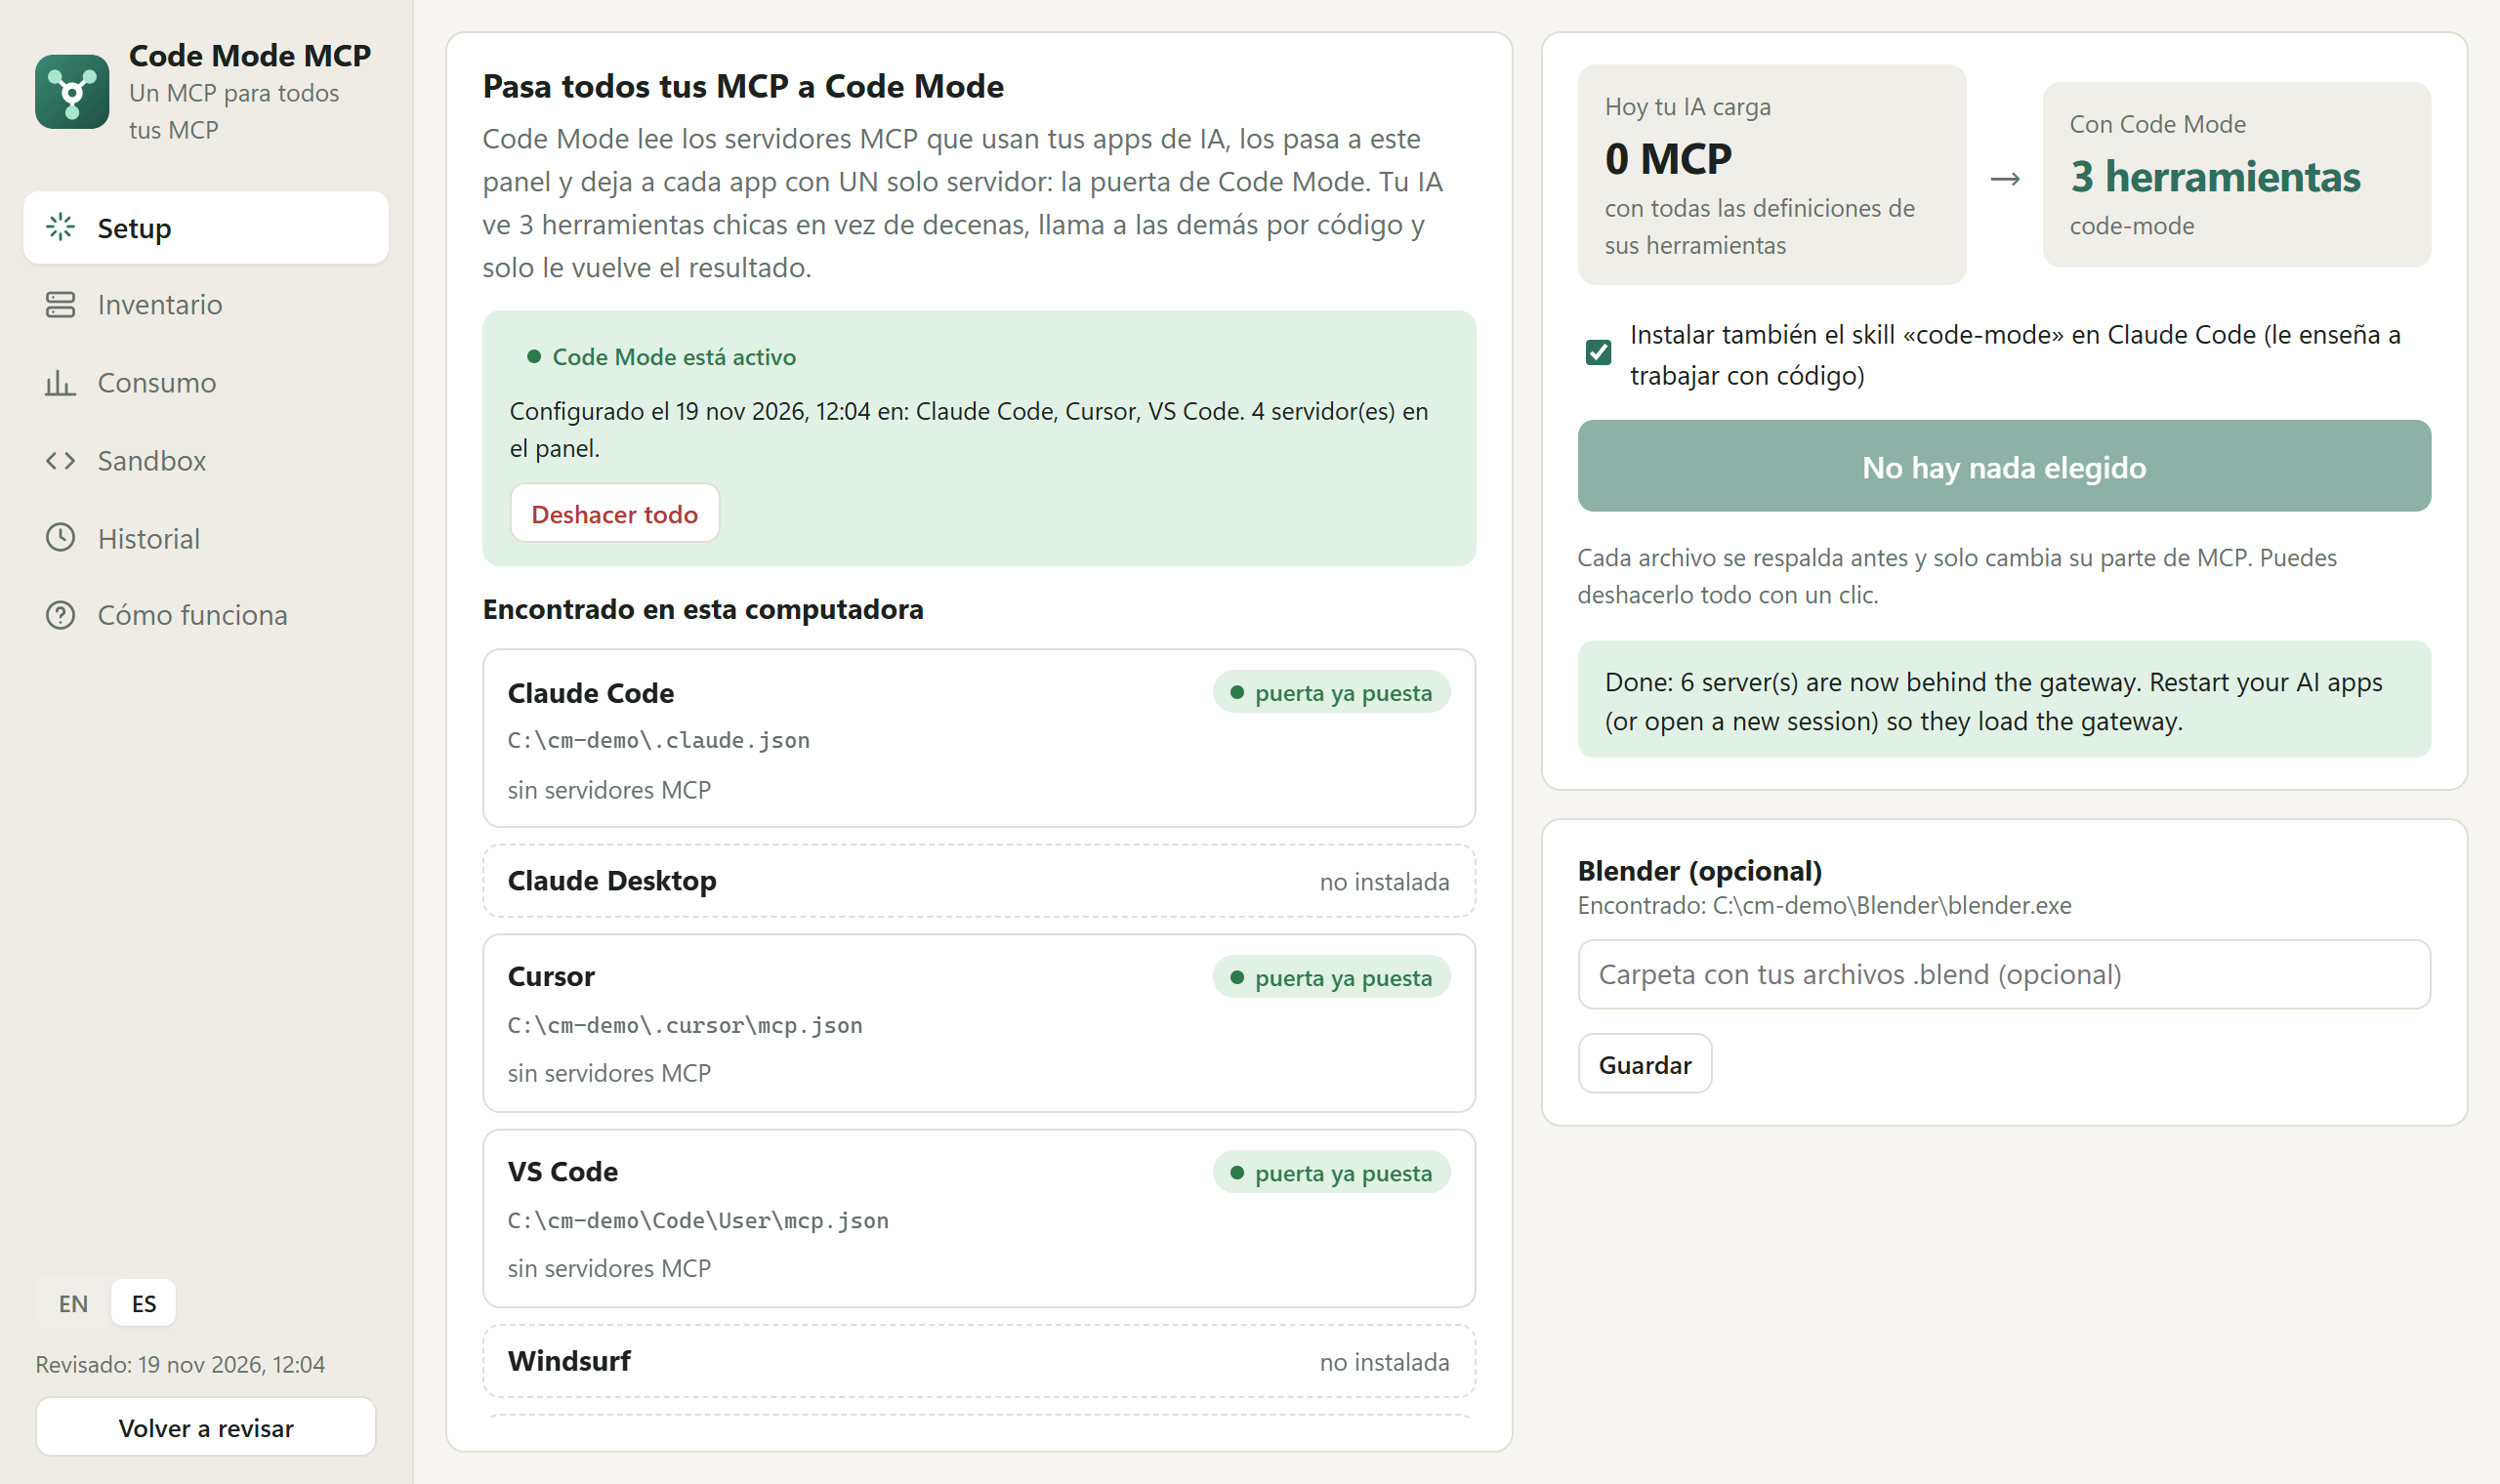 Code Mode MCP
Un MCP para todos
tus MCP
Setup
Inventario
Consumo
Sandbox
Historial
Cómo funciona
EN
ES
Revisado: 19 nov 2026, 12:04
Volver a revisar
Pasa todos tus MCP a Code Mode
Code Mode lee los servidores MCP que usan tus apps de IA, los pasa a este
panel y deja a cada app con UN solo servidor: la puerta de Code Mode. Tu IA
ve 3 herramientas chicas en vez de decenas, llama a las demás por código y
solo le vuelve el resultado.
Code Mode está activo
Configurado el 19 nov 2026, 12:04 en: Claude Code, Cursor, VS Code. 4 servidor(es) en
el panel.
Deshacer todo
Encontrado en esta computadora
Claude Code
puerta ya puesta
C:\cm-demo\.claude.json
sin servidores MCP
Claude Desktop
no instalada
Cursor
puerta ya puesta
C:\cm-demo\.cursor\mcp.json
sin servidores MCP
VS Code
puerta ya puesta
C:\cm-demo\Code\User\mcp.json
sin servidores MCP
Windsurf
no instalada
Hoy tu IA carga
0 MCP
con todas las definiciones de
sus herramientas
→
Con Code Mode
3 herramientas
code-mode
Instalar también el skill «code-mode» en Claude Code (le enseña a
trabajar con código)
No hay nada elegido
Cada archivo se respalda antes y solo cambia su parte de MCP. Puedes
deshacerlo todo con un clic.
Done: 6 server(s) are now behind the gateway. Restart your AI apps
(or open a new session) so they load the gateway.
Blender (opcional)
Encontrado: C:\cm-demo\Blender\blender.exe
Carpeta con tus archivos .blend (opcional)
Guardar